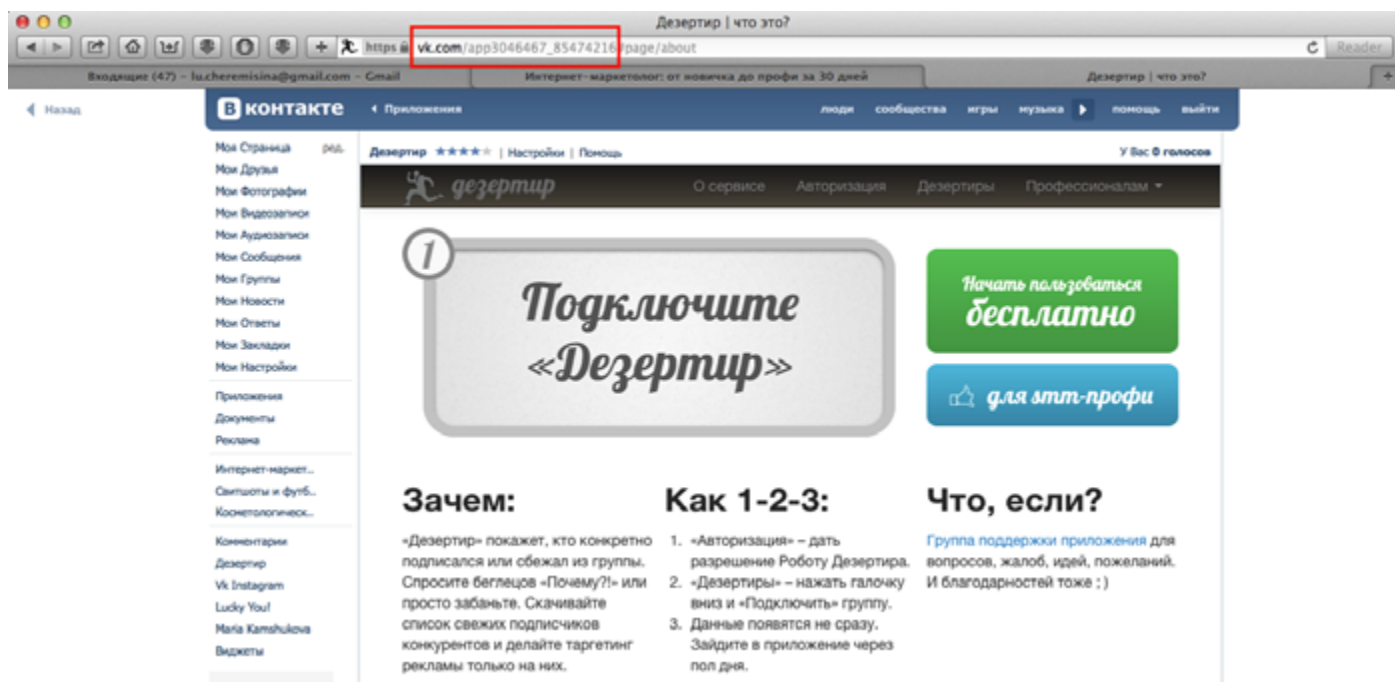 Дезертир | что это?
https vk.com/app3046467_85474216#page/about
Reader
Входящие (47) – lu.cheremisina@gmail.com – Gmail
Интернет-маркетолог: от новичка до профи за 30 дней
Дезертир | что это?
Назад
В контакте
Приложения
люди сообщества игры музыка помощь выйти
Моя Страница ред.
Мои Друзья
Мои Фотографии
Мои Видеозаписи
Мои Аудиозаписи
Мои Сообщения
Мои Группы
Мои Новости
Мои Ответы
Мои Закладки
Мои Настройки
Приложения
Документы
Реклама
Интернет-маркет...
Свитшоты и футб..
Косметологическ..
Комментарии
Дезертир
Vk Instagram
Lucky You!
Maria Kamshukova
Виджеты
Дезертир | Настройки | Помощь
У Вас 0 голосов
дезертир
О сервисе Авторизация Дезертиры Профессионалам
1
Подключите
«Дезертир»
Начать пользоваться
бесплатно
для smm-профи
Зачем:
«Дезертир» покажет, кто конкретно
подписался или сбежал из группы.
Спросите беглецов «Почему?!» или
просто забаньте. Скачивайте
список свежих подписчиков
конкурентов и делайте таргетинг
рекламы только на них.
Как 1-2-3:
1. «Авторизация» – дать
разрешение Роботу Дезертира.
2. «Дезертиры» – нажать галочку
вниз и «Подключить» группу.
3. Данные появятся не сразу.
Зайдите в приложение через
пол дня.
Что, если?
Группа поддержки приложения для
вопросов, жалоб, идей, пожеланий.
И благодарностей тоже ; )